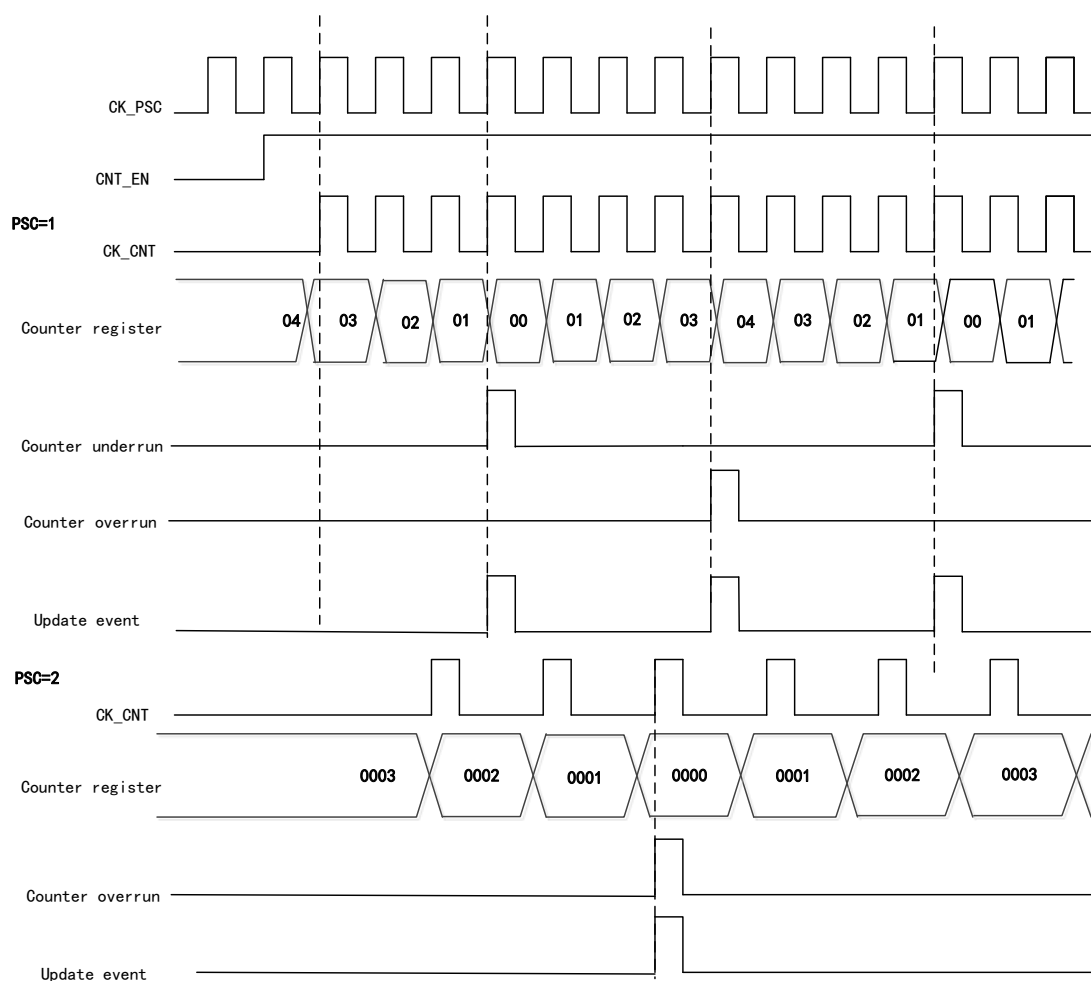 CK_PSC
CNT_EN
PSC=1
CK_CNT
Counter register 04 03 02 01 00 01 02 03 04 03 02 01 00 01
Counter underrun
Counter overrun
Update event
PSC=2
CK_CNT
Counter register 0003 0002 0001 0000 0001 0002 0003
Counter overrun
Update event